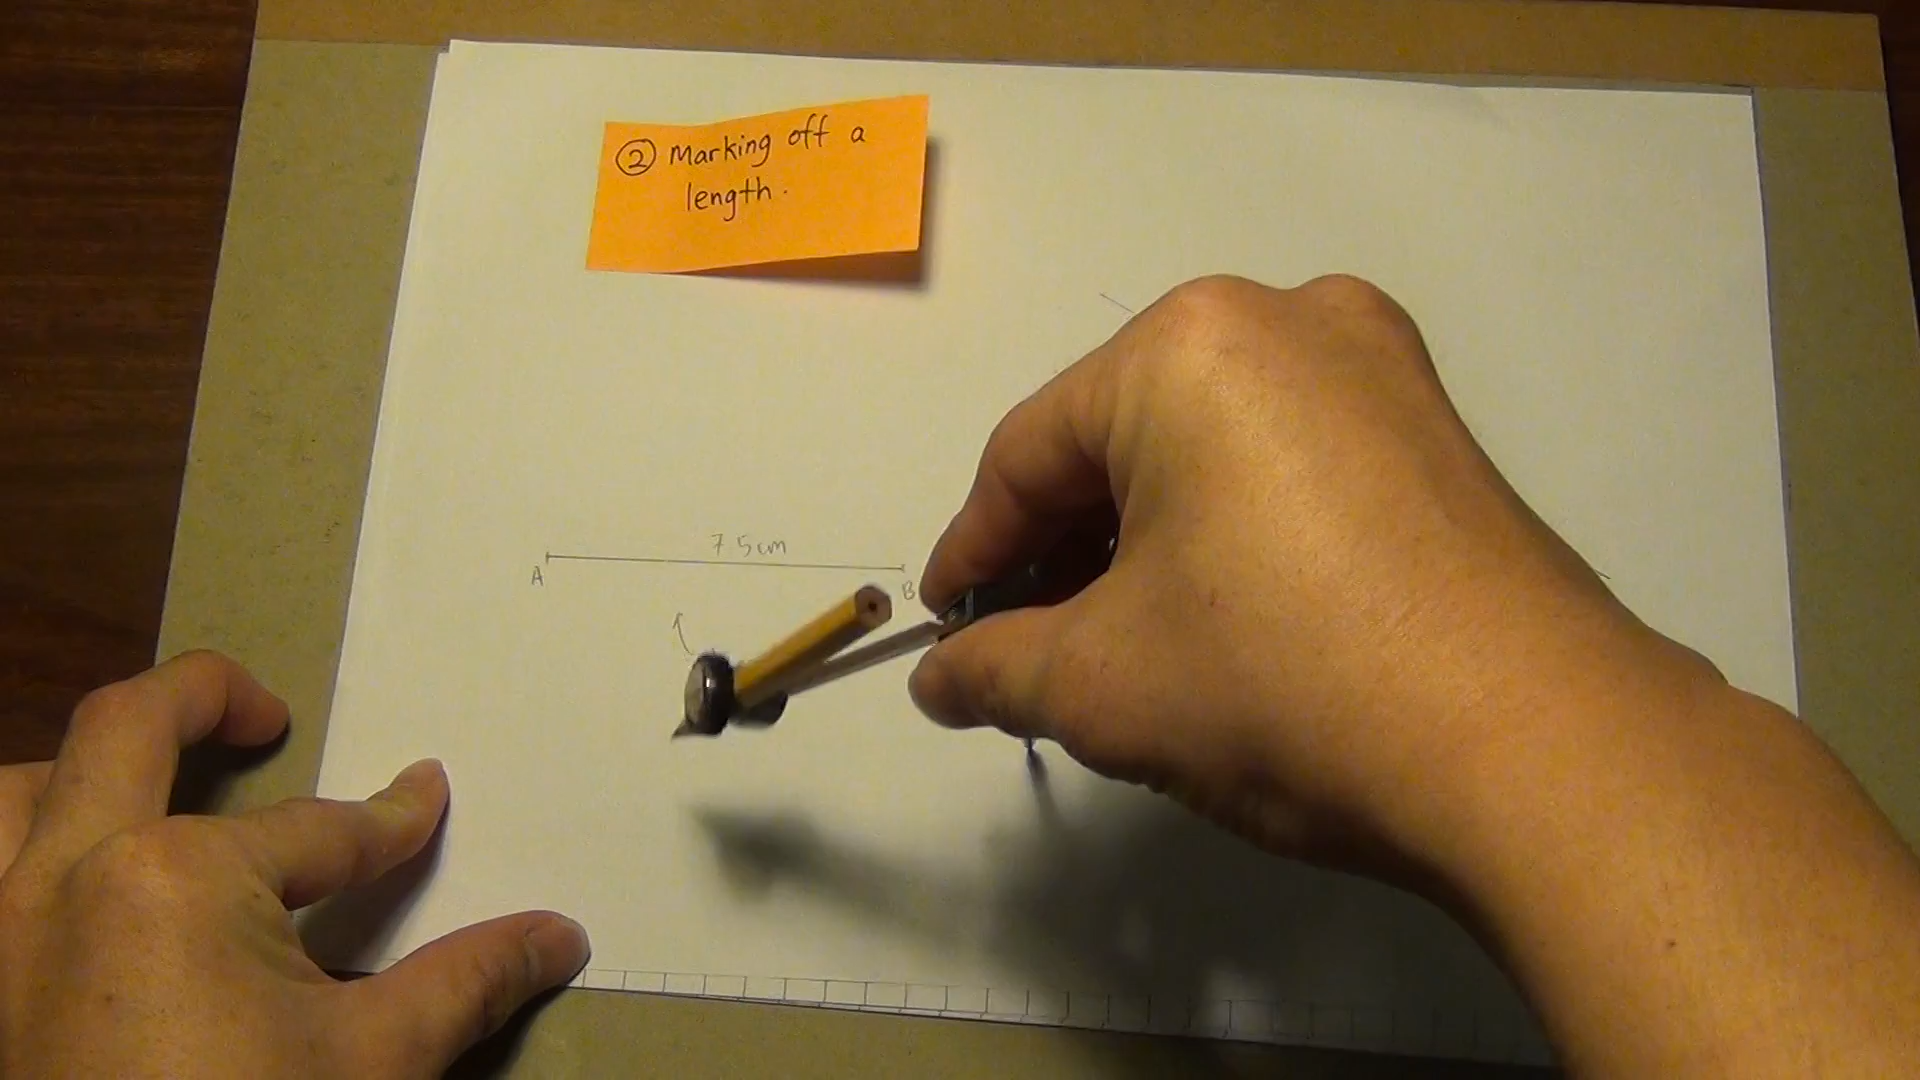 ② Marking off a
length.
7.5cm
A
B